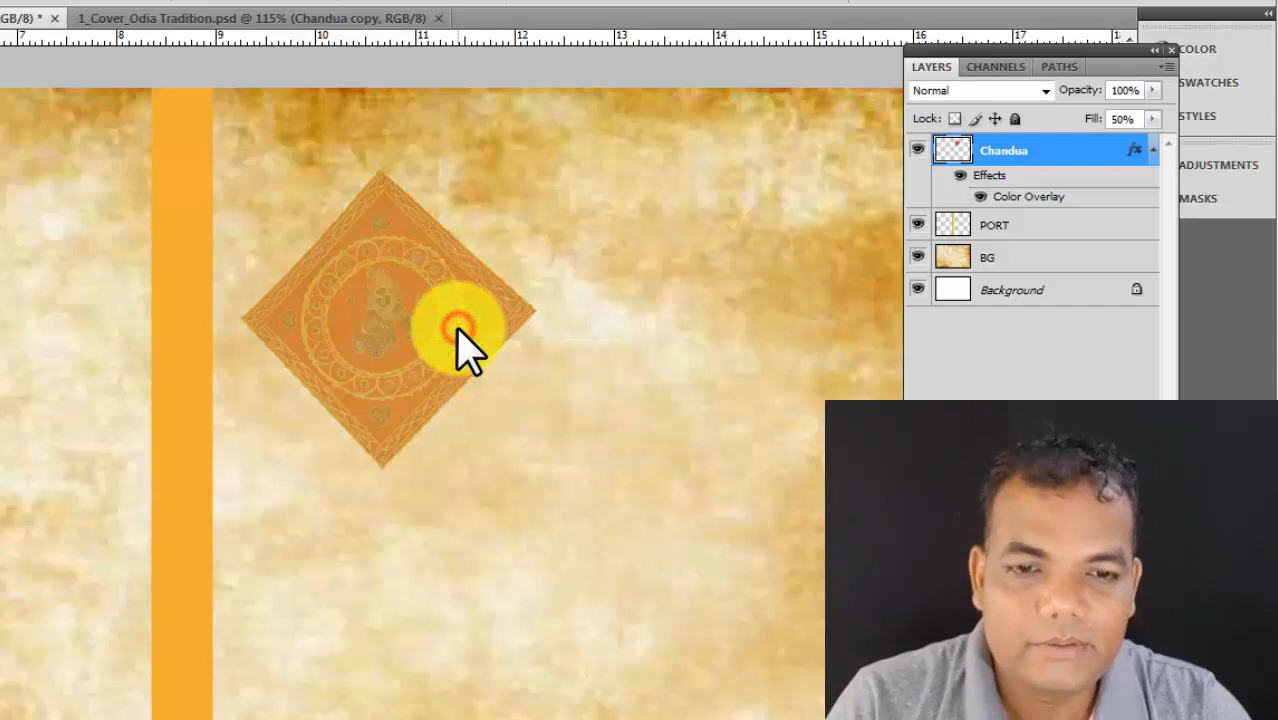 GB/8) * × 1_Cover_Odia Tradition.psd @ 115% (Chandua copy, RGB/8) ×
7 8 9 10 11 12 13 14 15 16 17 1
LAYERS CHANNELS PATHS
Normal Opacity: 100%
Lock: Fill: 50%
Chandua fx
Effects
Color Overlay
PORT
BG
Background
COLOR
SWATCHES
STYLES
ADJUSTMENTS
MASKS